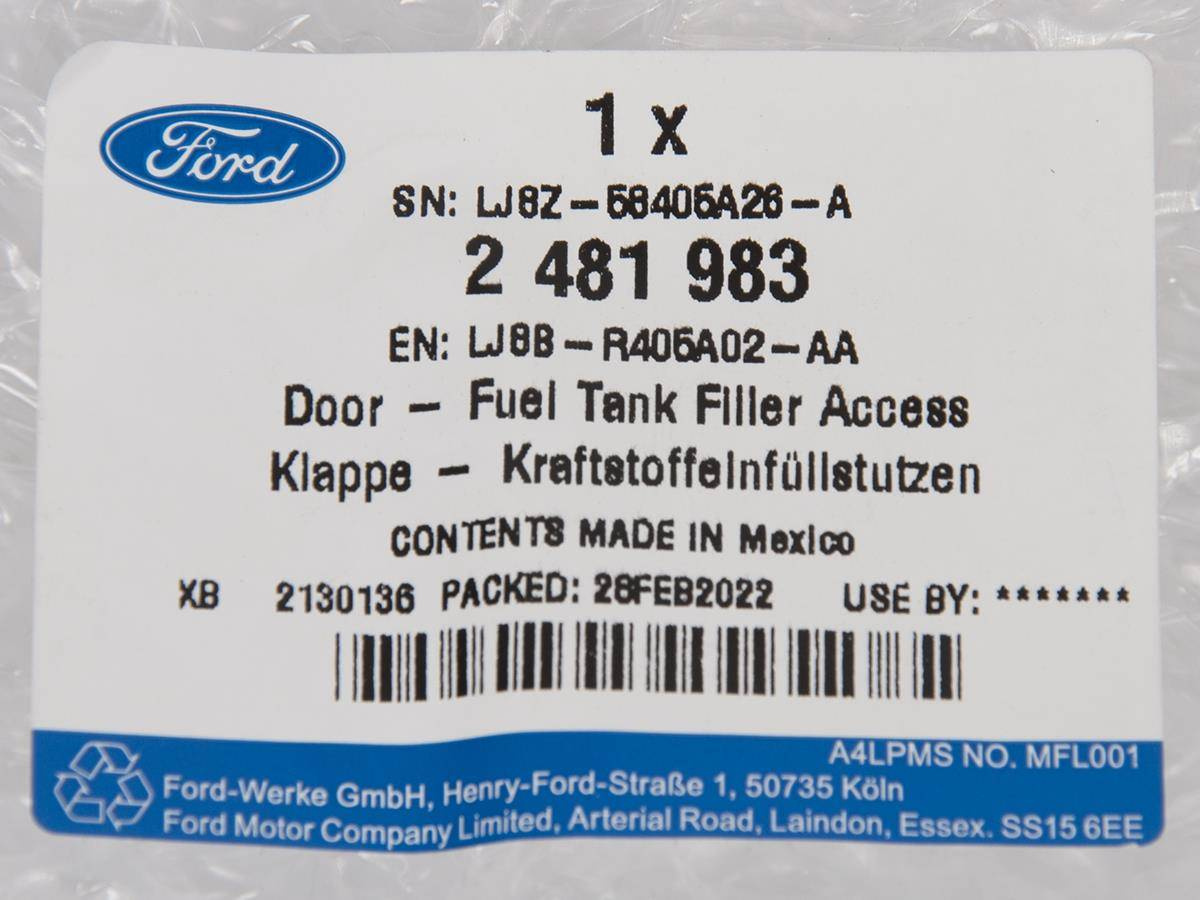 Ford
1 x
SN: LJ8Z-58405A26-A
2 481 983
EN: LJ8B-R405A02-AA
Door - Fuel Tank Filler Access
Klappe - Kraftstoffeinfüllstutzen
CONTENTS MADE IN Mexico
XB 2130136 PACKED: 28FEB2022 USE BY: *******
A4LPMS NO. MFL001
Ford-Werke GmbH, Henry-Ford-Straße 1, 50735 Köln
Ford Motor Company Limited, Arterial Road, Laindon, Essex. SS15 6EE